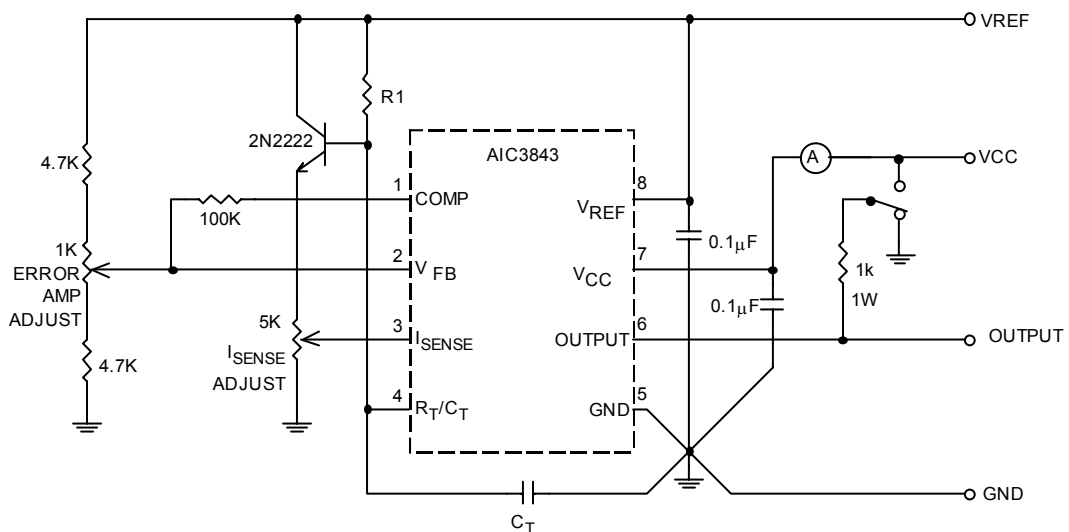 VREF
R1
2N2222
AIC3843
A
VCC
4.7K
1
COMP
8
VREF
100K
0.1µF
1K
ERROR
AMP
ADJUST
2
VFB
7
VCC
1k
1W
0.1µF
5K
ISENSE
ADJUST
3
ISENSE
6
OUTPUT
OUTPUT
4.7K
4
RT/CT
5
GND
GND
CT